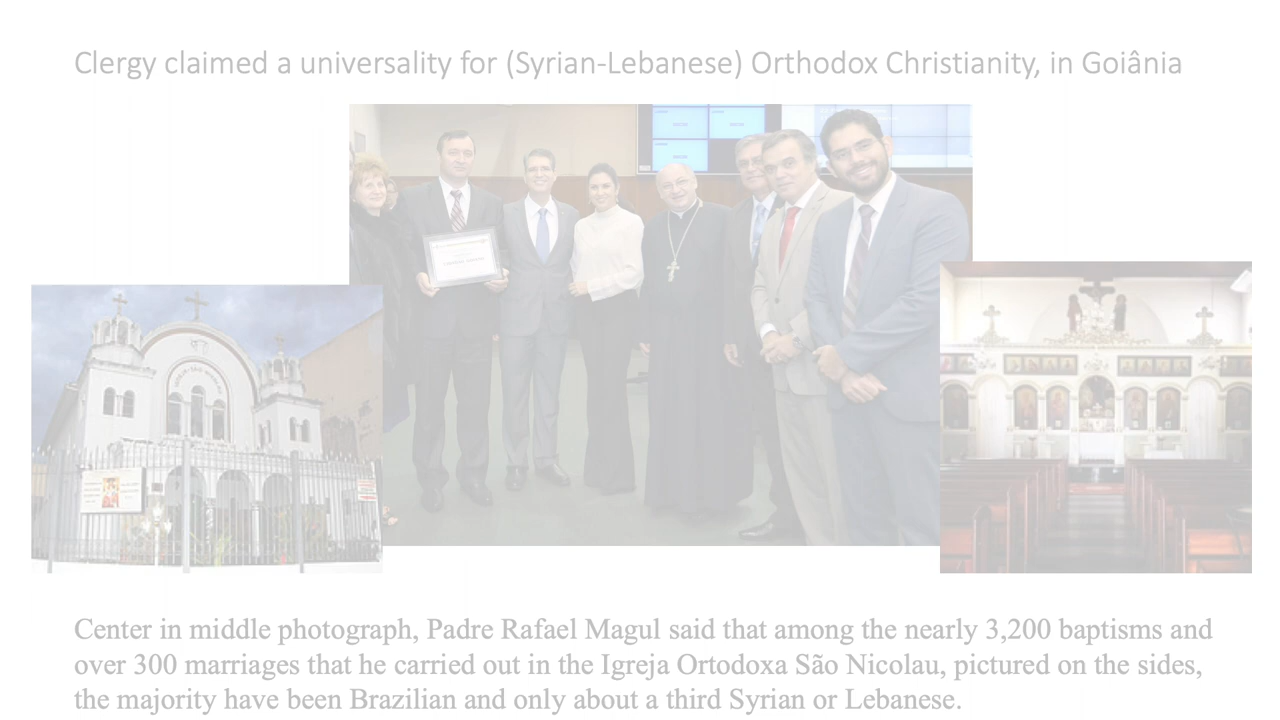 Clergy claimed a universality for (Syrian-Lebanese) Orthodox Christianity, in Goiânia
Center in middle photograph, Padre Rafael Magul said that among the nearly 3,200 baptisms and
over 300 marriages that he carried out in the Igreja Ortodoxa São Nicolau, pictured on the sides,
the majority have been Brazilian and only about a third Syrian or Lebanese.